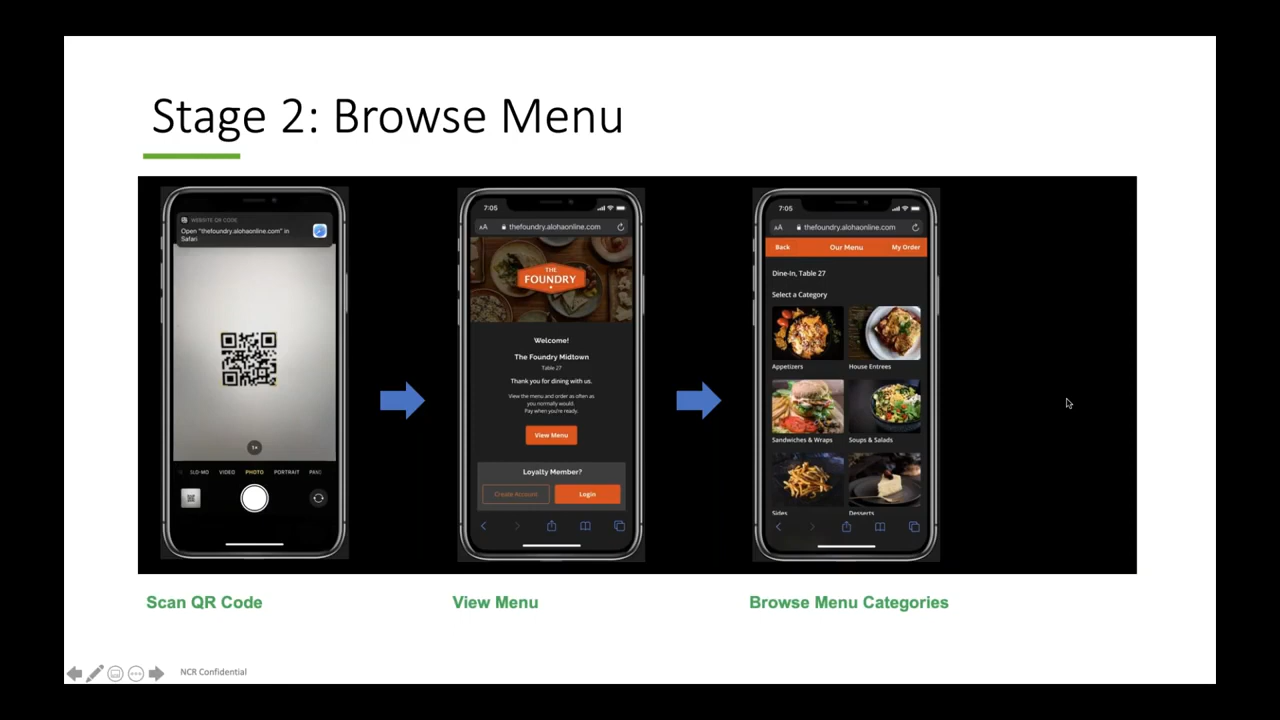 Stage 2: Browse Menu
WEBSITE QR CODE
Open "thefoundry.alohaonline.com" in
Safari
1×
SLO-MO VIDEO PHOTO PORTRAIT PANO
7:05
AA thefoundry.alohaonline.com
THE
FOUNDRY
Welcome!
The Foundry Midtown
Table 27
Thank you for dining with us.
View the menu and order as often as
you normally would.
Pay when you're ready.
View Menu
Loyalty Member?
Create Account Login
7:05
AA thefoundry.alohaonline.com
Back Our Menu My Order
Dine-In, Table 27
Select a Category
Appetizers House Entrees
Sandwiches & Wraps Soups & Salads
Sides Desserts
Scan QR Code
View Menu
Browse Menu Categories
NCR Confidential